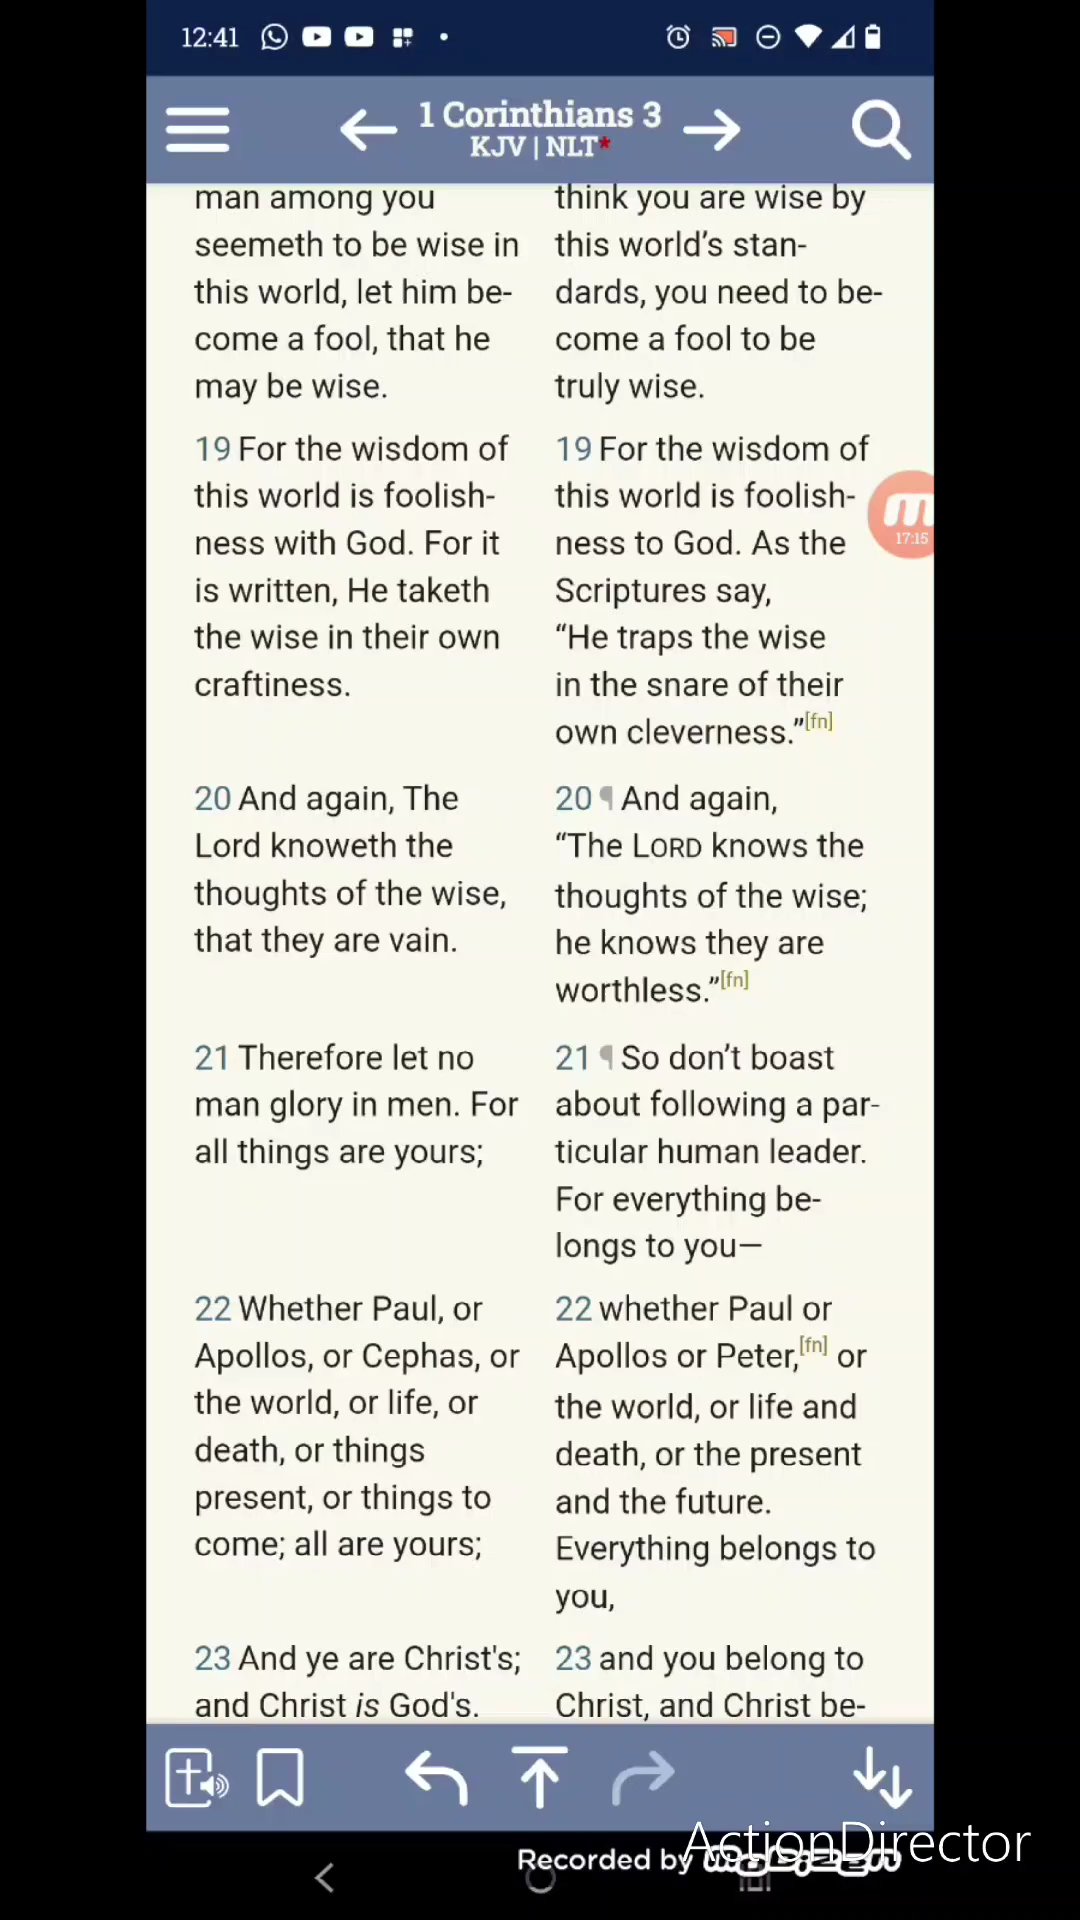 12:41
1 Corinthians 3
KJV | NLT*
man among you
seemeth to be wise in
this world, let him be-
come a fool, that he
may be wise.
19 For the wisdom of
this world is foolish-
ness with God. For it
is written, He taketh
the wise in their own
craftiness.
20 And again, The
Lord knoweth the
thoughts of the wise,
that they are vain.
21 Therefore let no
man glory in men. For
all things are yours;
22 Whether Paul, or
Apollos, or Cephas, or
the world, or life, or
death, or things
present, or things to
come; all are yours;
23 And ye are Christ's;
and Christ is God's.
think you are wise by
this world’s stan-
dards, you need to be-
come a fool to be
truly wise.
19 For the wisdom of
this world is foolish-
ness to God. As the
Scriptures say,
“He traps the wise
in the snare of their
own cleverness.”[fn]
20 ¶ And again,
“The LORD knows the
thoughts of the wise;
he knows they are
worthless.”[fn]
21 ¶ So don’t boast
about following a par-
ticular human leader.
For everything be-
longs to you—
22 whether Paul or
Apollos or Peter,[fn] or
the world, or life and
death, or the present
and the future.
Everything belongs to
you,
23 and you belong to
Christ, and Christ be-
17:15
ActionDirector
Recorded by mobizen